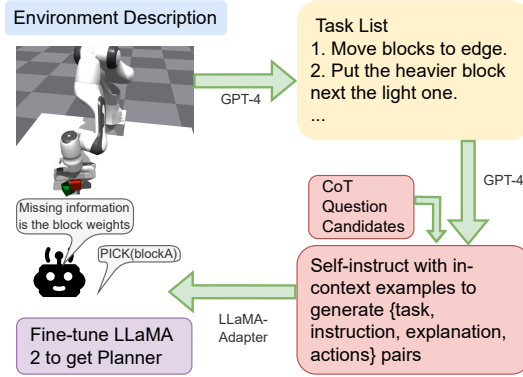 Environment Description
GPT-4
Task List
1. Move blocks to edge.
2. Put the heavier block
next the light one.
...
GPT-4
CoT
Question
Candidates
Self-instruct with in-
context examples to
generate {task,
instruction, explanation,
actions} pairs
LLaMA-
Adapter
Missing information
is the block weights
PICK(blockA)
Fine-tune LLaMA
2 to get Planner